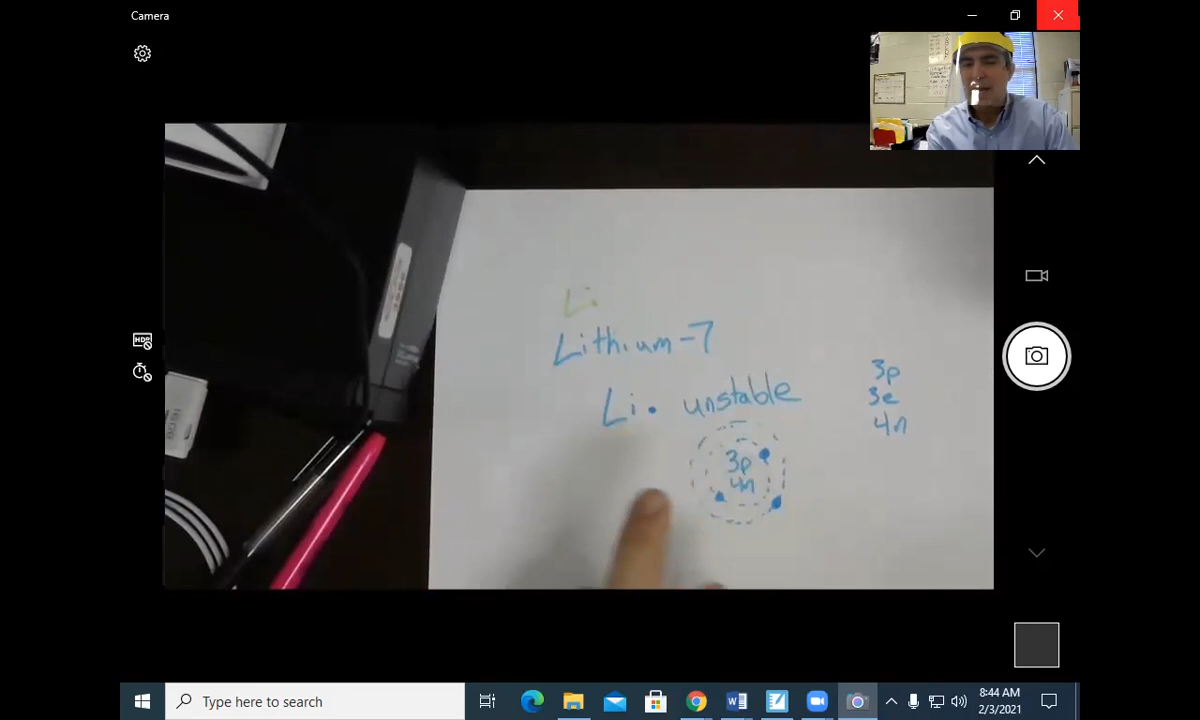 Camera
Li
Lithium-7
Li• unstable
3p
3e
4n
3p
4n
HDR
Type here to search
8:44 AM
2/3/2021